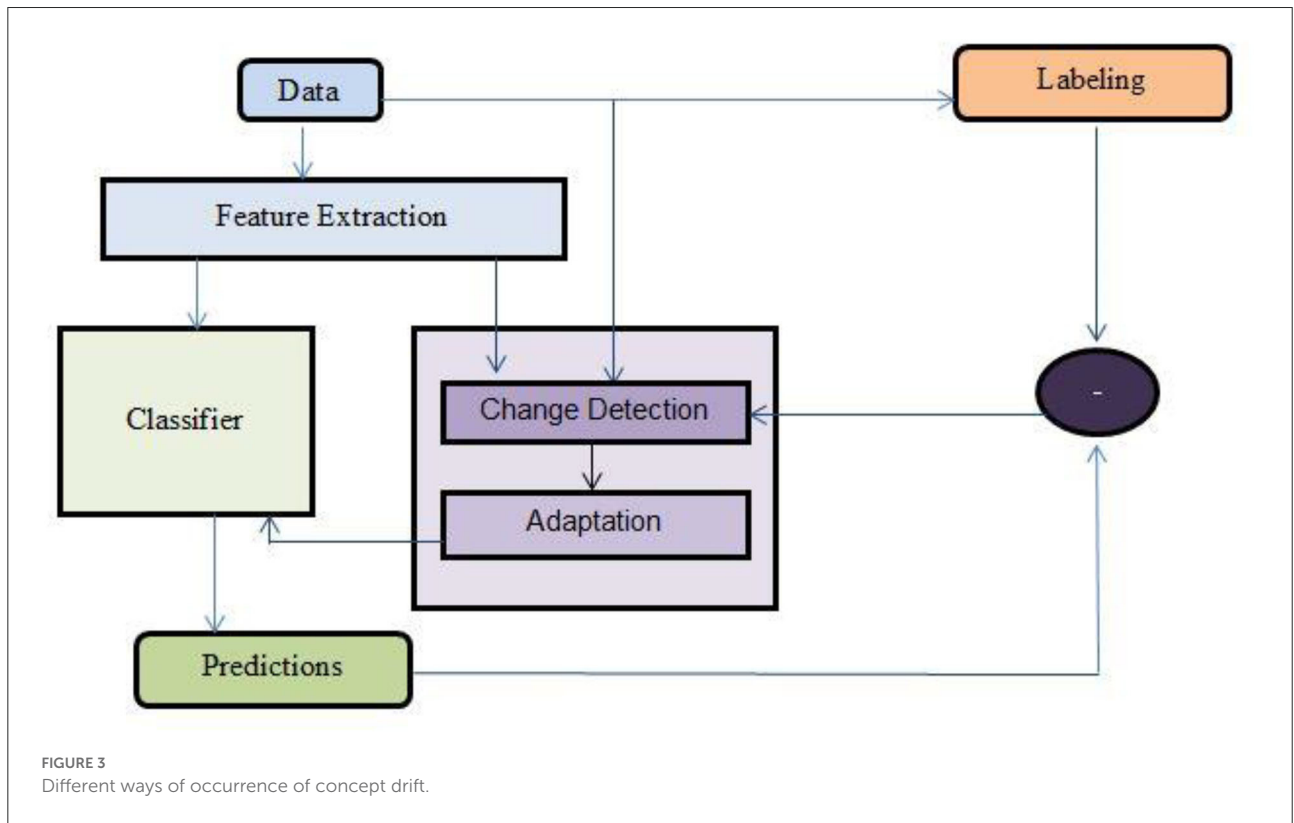 Data
Labeling
Feature Extraction
Classifier
Change Detection
-
Adaptation
Predictions
FIGURE 3
Different ways of occurrence of concept drift.